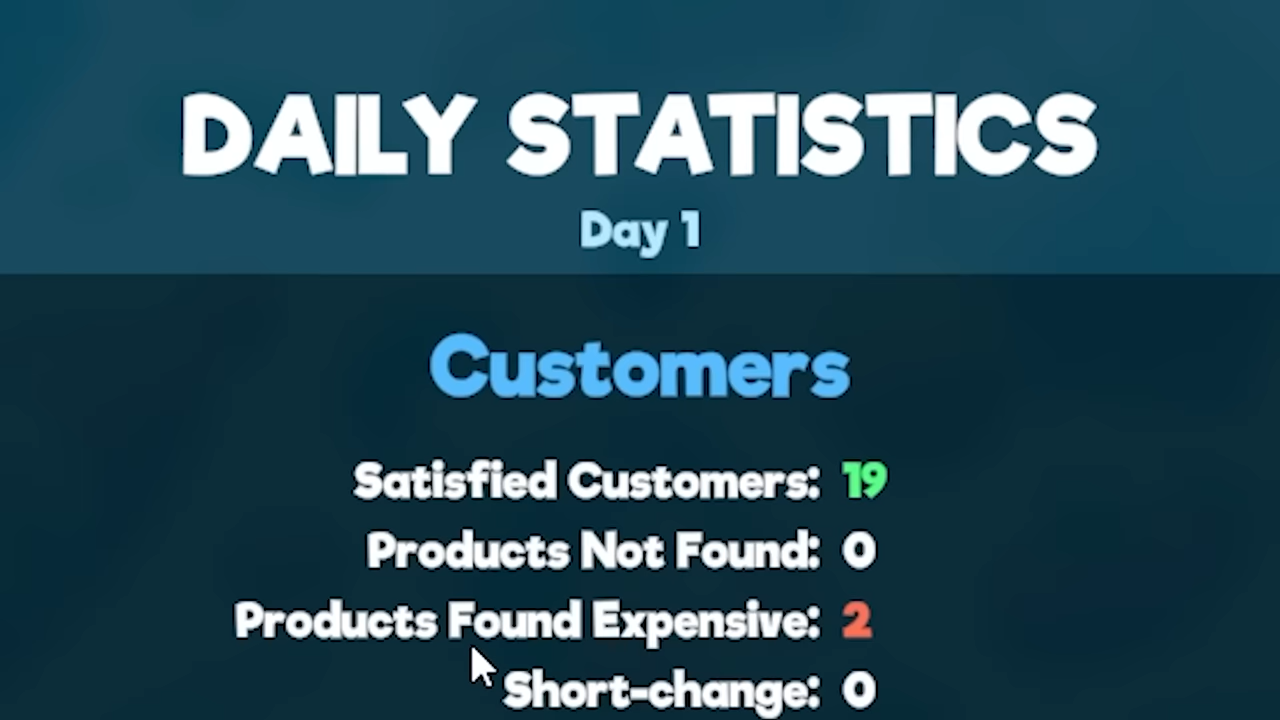 DAILY STATISTICS
Day 1
Customers
Satisfied Customers: 19
Products Not Found: 0
Products Found Expensive: 2
Short-change: 0